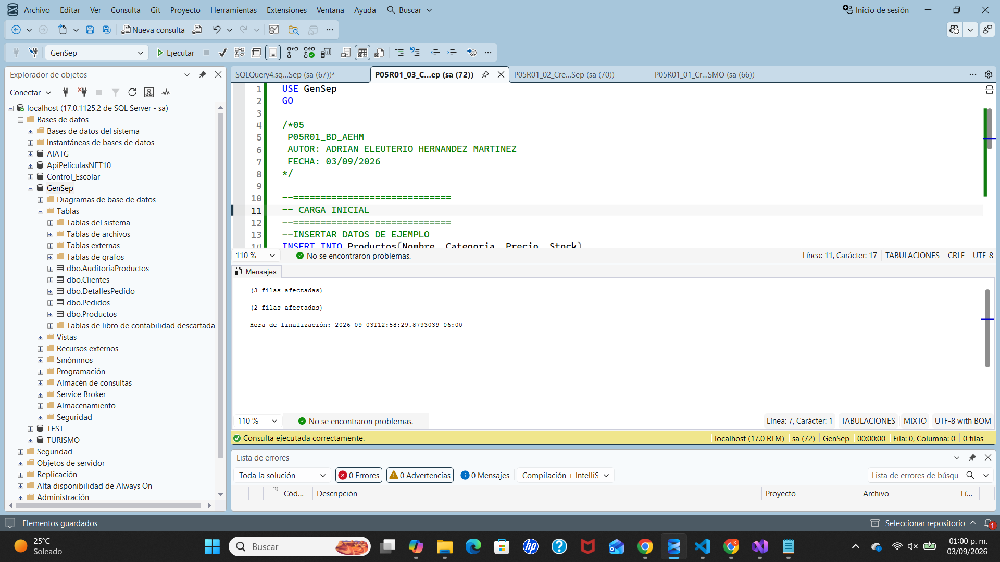 Archivo Editar Ver Consulta Git Proyecto Herramientas Extensiones Ventana Ayuda Buscar Inicio de sesión
Nueva consulta
GenSep Ejecutar
Explorador de objetos
Conectar
localhost (17.0.1125.2 de SQL Server - sa)
Bases de datos
Bases de datos del sistema
Instantáneas de bases de datos
AIATG
ApiPeliculasNET10
Control_Escolar
GenSep
Diagramas de base de datos
Tablas
Tablas del sistema
Tablas de archivos
Tablas externas
Tablas de grafos
dbo.AuditoriaProductos
dbo.Clientes
dbo.DetallesPedido
dbo.Pedidos
dbo.Productos
Tablas de libro de contabilidad descartada
Vistas
Recursos externos
Sinónimos
Programación
Almacén de consultas
Service Broker
Almacenamiento
Seguridad
TEST
TURISMO
Seguridad
Objetos de servidor
Replicación
Alta disponibilidad de Always On
Administración
SQLQuery4.sq...Sep (sa (67))* P05R01_03_C...ep (sa (72)) P05R01_02_Cre...Sep (sa (70)) P05R01_01_Cr...SMO (sa (66))
1 USE GenSep
2 GO
3
4 /*05
5 P05R01_BD_AEHM
6 AUTOR: ADRIAN ELEUTERIO HERNANDEZ MARTINEZ
7 FECHA: 03/09/2026
8 */
9
10 --=============================
11 -- CARGA INICIAL
12 --=============================
13 --INSERTAR DATOS DE EJEMPLO
14 INSERT INTO Productos(Nombre, Categoria, Precio, Stock)
110 % No se encontraron problemas. Línea: 11, Carácter: 17 TABULACIONES CRLF UTF-8
Mensajes
(3 filas afectadas)
(2 filas afectadas)
Hora de finalización: 2026-09-03T12:58:29.8793039-06:00
110 % No se encontraron problemas. Línea: 7, Carácter: 1 TABULACIONES MIXTO UTF-8 with BOM
Consulta ejecutada correctamente. localhost (17.0 RTM) sa (72) GenSep 00:00:00 Fila: 0, Columna: 0 0 filas
Lista de errores
Toda la solución 0 Errores 0 Advertencias 0 Mensajes Compilación + IntelliS Lista de errores de búsqu
Cód... Descripción Proyecto Archivo Lí...
Elementos guardados Seleccionar repositorio 1
25°C
Soleado
Buscar
01:00 p. m.
03/09/2026